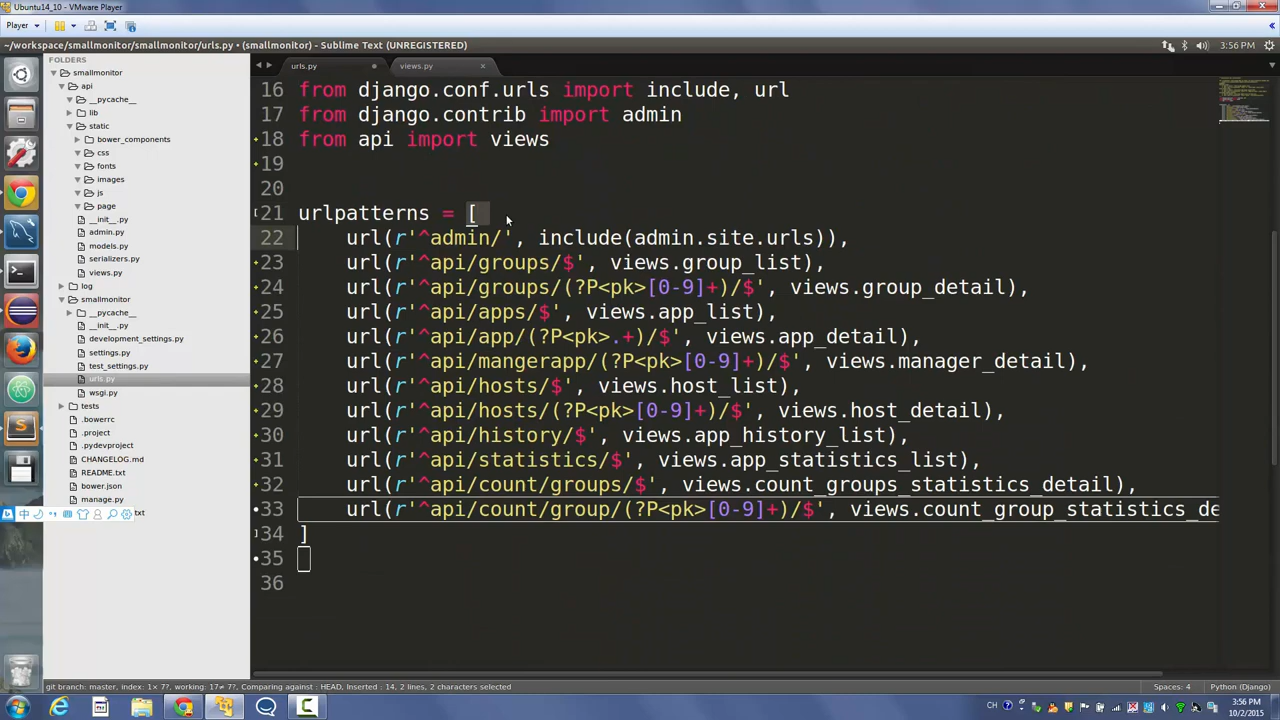 Ubuntu14_10 - VMware Player
Player
~/workspace/smallmonitor/smallmonitor/urls.py • (smallmonitor) - Sublime Text (UNREGISTERED)
3:56 PM
FOLDERS
smallmonitor
api
__pycache__
lib
static
bower_components
css
fonts
images
js
page
__init__.py
admin.py
models.py
serializers.py
views.py
log
smallmonitor
__pycache__
__init__.py
development_settings.py
settings.py
test_settings.py
urls.py
wsgi.py
tests
.bowerrc
.project
.pydevproject
CHANGELOG.md
README.txt
bower.json
manage.py
中
txt
urls.py
views.py
16 from django.conf.urls import include, url
17 from django.contrib import admin
18 from api import views
19
20
21 urlpatterns = [
22 url(r'^admin/', include(admin.site.urls)),
23 url(r'^api/groups/$', views.group_list),
24 url(r'^api/groups/(?P<pk>[0-9]+)/$', views.group_detail),
25 url(r'^api/apps/$', views.app_list),
26 url(r'^api/app/(?P<pk>.+)/$', views.app_detail),
27 url(r'^api/mangerapp/(?P<pk>[0-9]+)/$', views.manager_detail),
28 url(r'^api/hosts/$', views.host_list),
29 url(r'^api/hosts/(?P<pk>[0-9]+)/$', views.host_detail),
30 url(r'^api/history/$', views.app_history_list),
31 url(r'^api/statistics/$', views.app_statistics_list),
32 url(r'^api/count/groups/$', views.count_groups_statistics_detail),
33 url(r'^api/count/group/(?P<pk>[0-9]+)/$', views.count_group_statistics_de
34 ]
35
36
git branch: master, index: 1× 7?, working: 17≠ 7?, Comparing against : HEAD, Inserted : 14, 2 lines, 2 characters selected
Spaces: 4
Python (Django)
CH
3:56 PM
10/2/2015